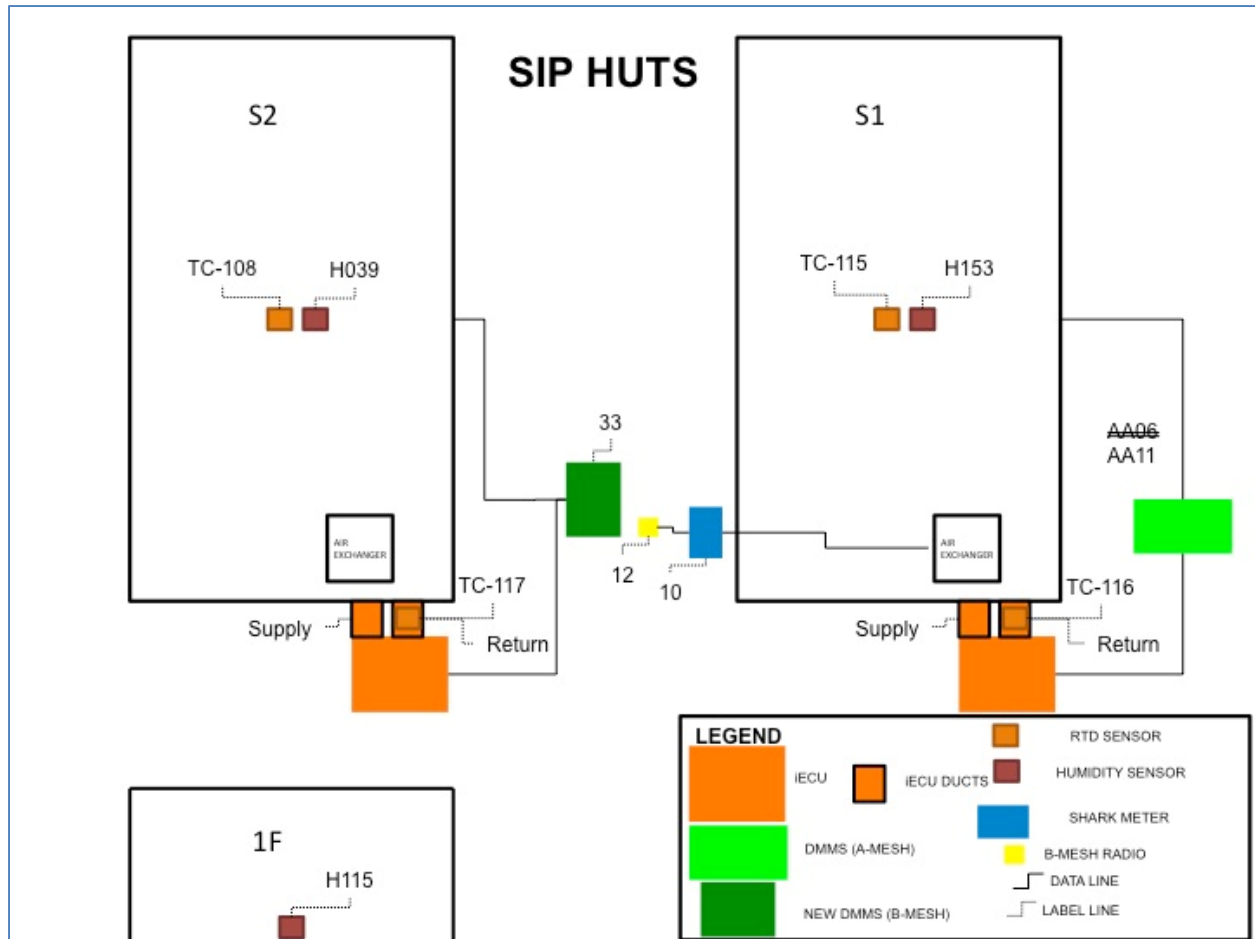 SIP HUTS
S2
S1
TC-108
H039
TC-115
H153
33
AA06
AA11
12
10
AIR
EXCHANGER
AIR
EXCHANGER
TC-117
TC-116
Supply
Return
Supply
Return
LEGEND
iECU
iECU DUCTS
RTD SENSOR
HUMIDITY SENSOR
SHARK METER
DMMS (A-MESH)
B-MESH RADIO
DATA LINE
NEW DMMS (B-MESH)
LABEL LINE
1F
H115